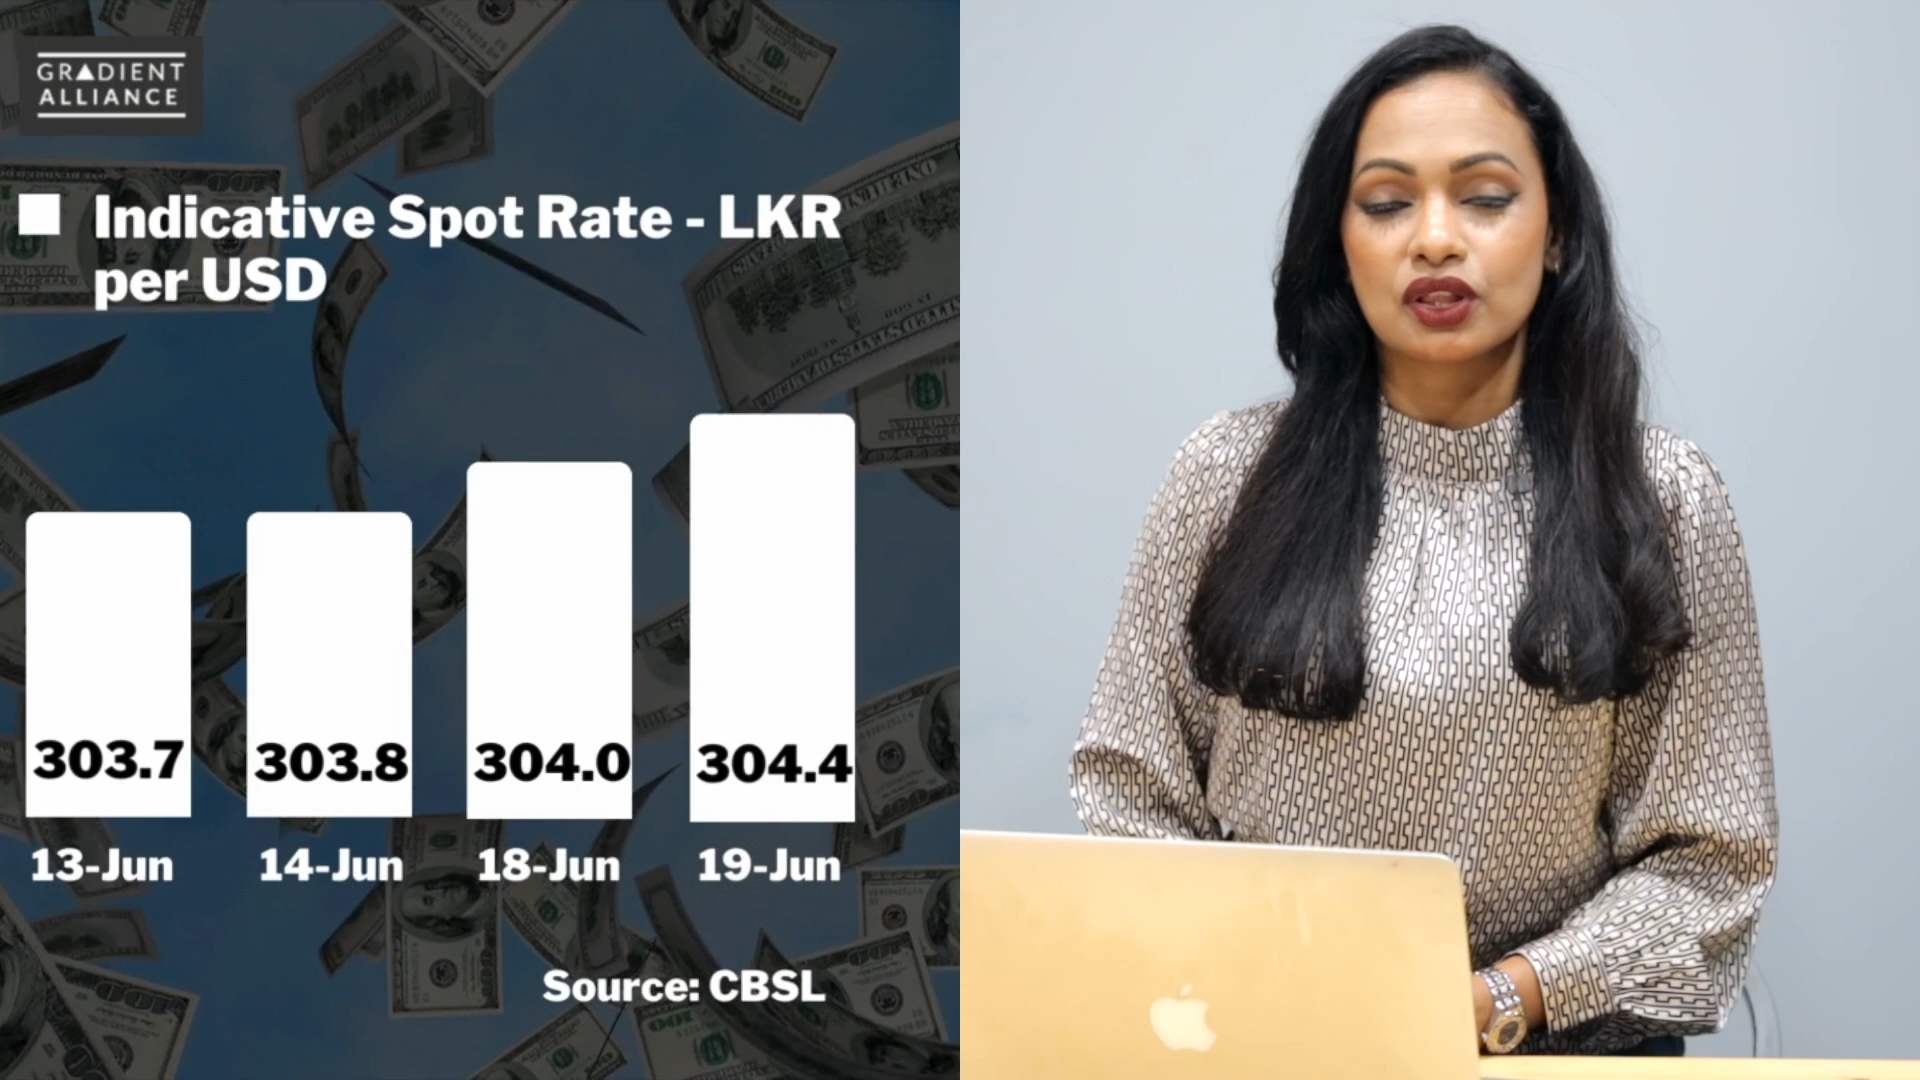 GRADIENT
ALLIANCE
Indicative Spot Rate - LKR
per USD
303.7
303.8
304.0
304.4
13-Jun
14-Jun
18-Jun
19-Jun
Source: CBSL